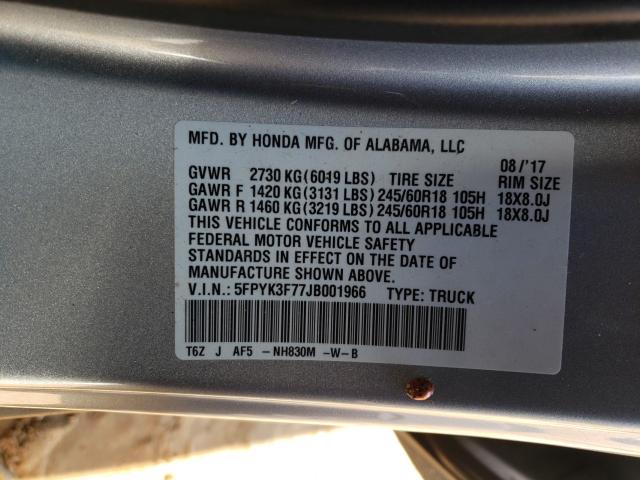 MFD. BY HONDA MFG. OF ALABAMA, LLC
08/'17
GVWR 2730 KG(6019 LBS) TIRE SIZE RIM SIZE
GAWR F 1420 KG(3131 LBS)245/60R18 105H 18X8.0J
GAWR R 1460 KG(3219 LBS)245/60R18 105H 18X8.0J
THIS VEHICLE CONFORMS TO ALL APPLICABLE
FEDERAL MOTOR VEHICLE SAFETY
STANDARDS IN EFFECT ON THE DATE OF
MANUFACTURE SHOWN ABOVE.
V.I.N.: 5FPYK3F77JB001966 TYPE: TRUCK
T6Z J AF5 -NH830M -W-B